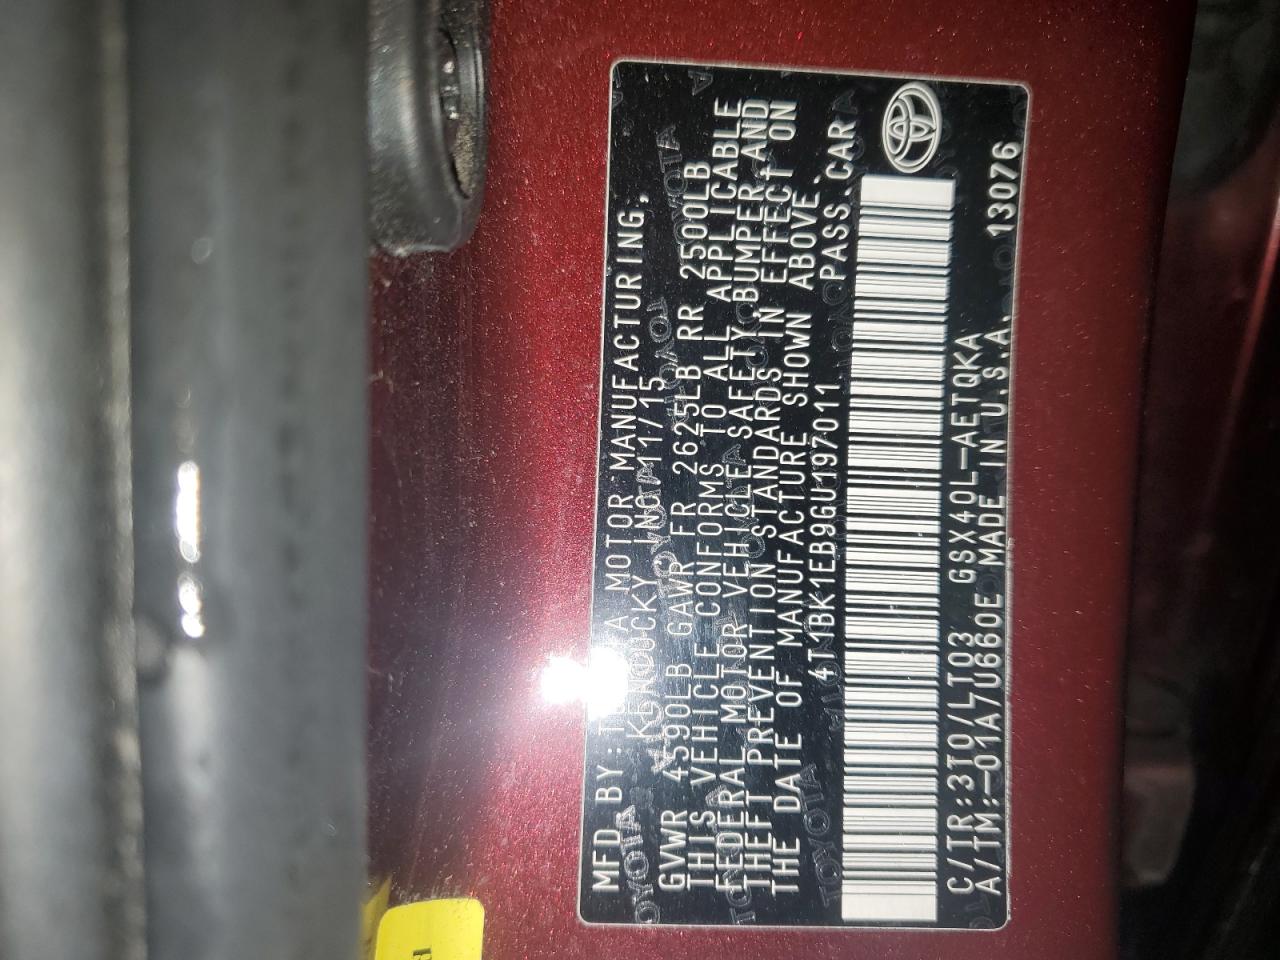 MFD BY: TOYOTA MOTOR MANUFACTURING,
KENTUCKY INC 11/15
GVWR 4590LB GAWR FR 2625LB RR 2500LB
THIS VEHICLE CONFORMS TO ALL APPLICABLE
FEDERAL MOTOR VEHICLE SAFETY, BUMPER, AND
THEFT PREVENTION STANDARDS IN EFFECT ON
THE DATE OF MANUFACTURE SHOWN ABOVE.
4T1BK1EB9GU197011 PASS.CAR
C/TR:3T0/LT03 GSX40L-AETQKA
A/TM:-01A/U660E MADE IN U.S.A. 13076